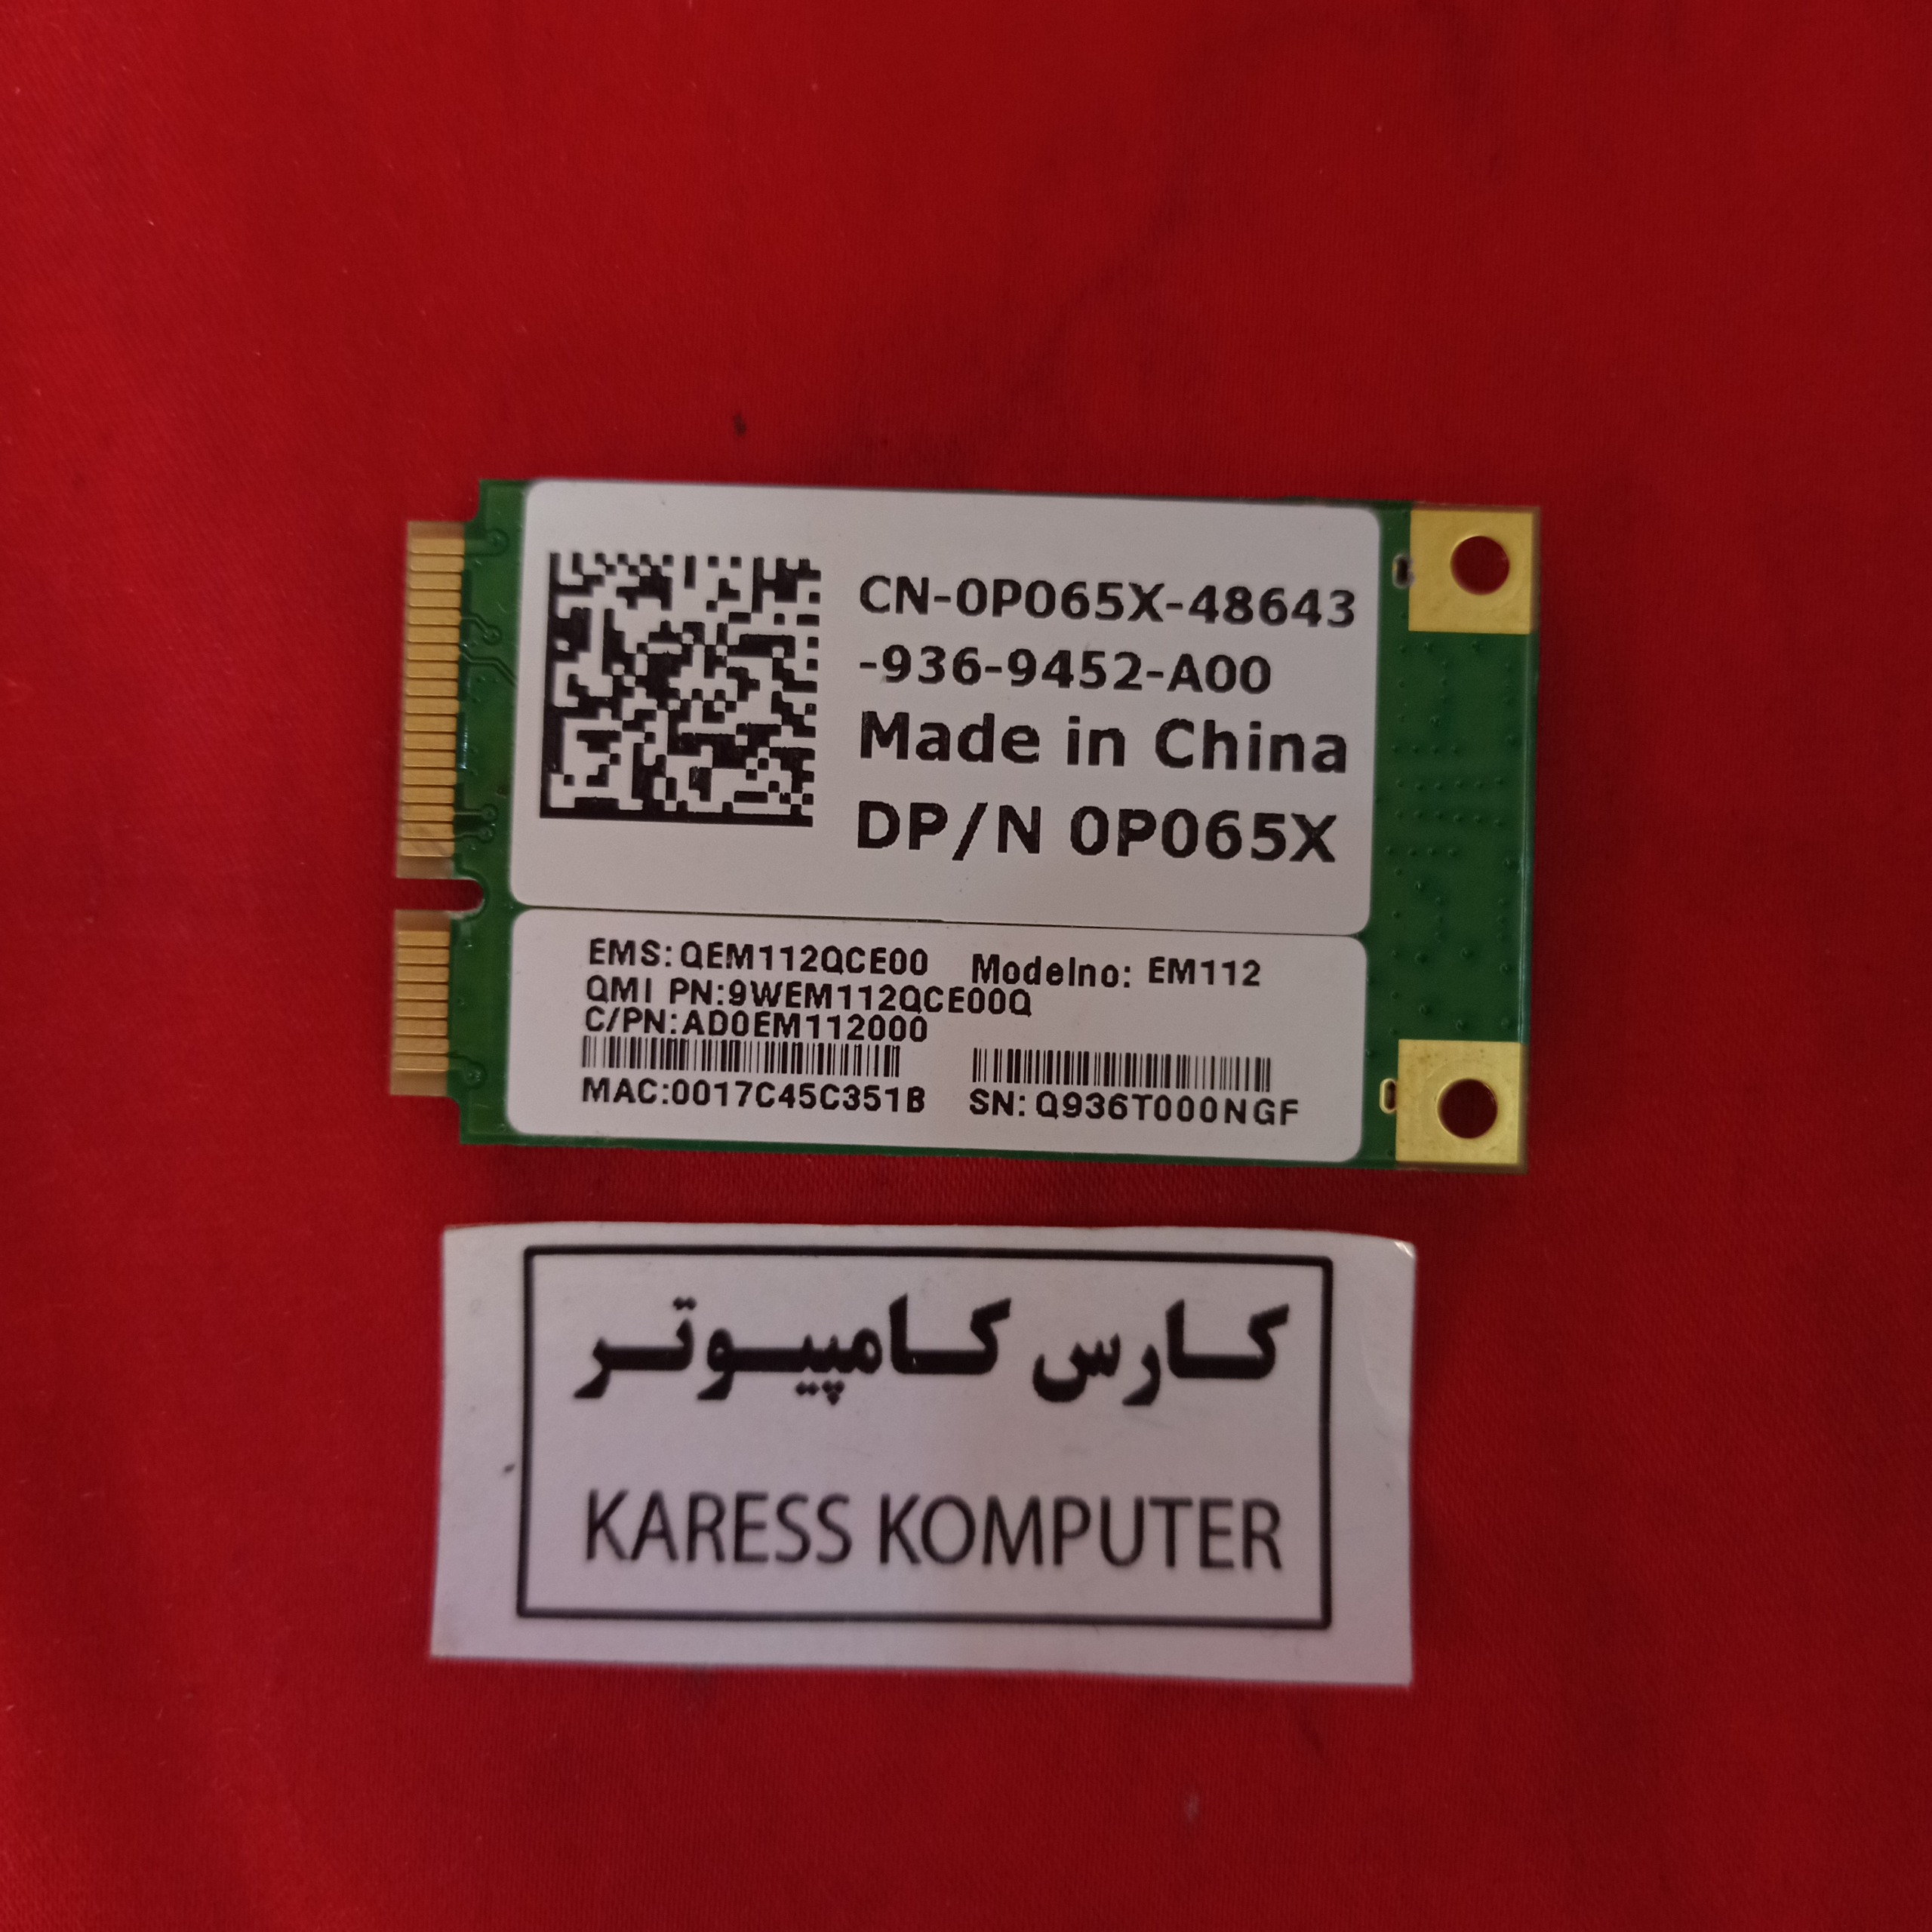 CN-0P065X-48643
-936-9452-A00
Made in China
DP/N 0P065X
EMS:QEM112QCE00 Modelno: EM112
QMI PN:9WEM112QCE00Q
C/PN:AD0EM112000
MAC:0017C45C351B SN:Q936T000NGF
کارس کامپیوتر
KARESS KOMPUTER